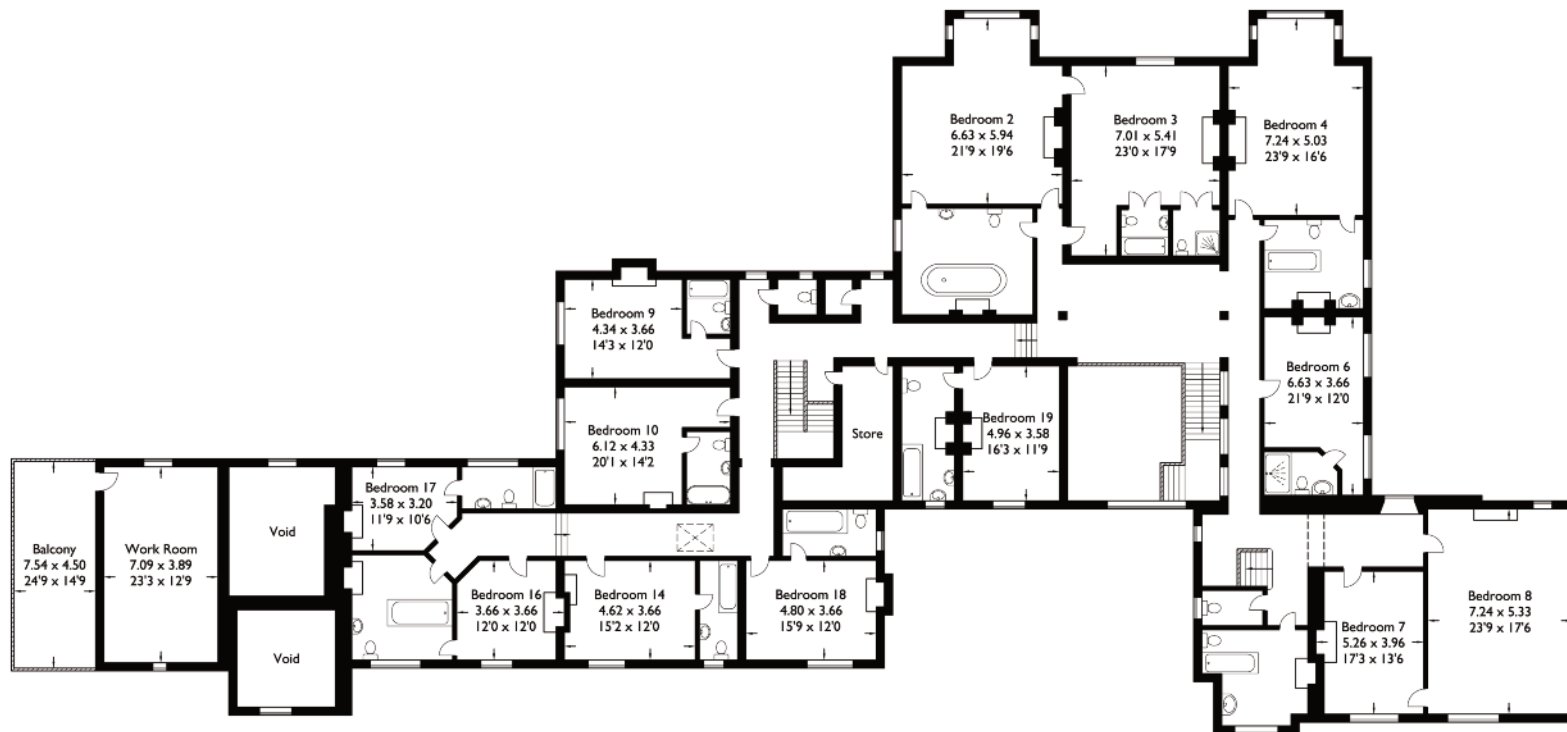 Bedroom 2
6.63 x 5.94
21'9 x 19'6
Bedroom 3
7.01 x 5.41
23'0 x 17'9
Bedroom 4
7.24 x 5.03
23'9 x 16'6
Bedroom 9
4.34 x 3.66
14'3 x 12'0
Bedroom 6
6.63 x 3.66
21'9 x 12'0
Bedroom 10
6.12 x 4.33
20'1 x 14'2
Store
Bedroom 19
4.96 x 3.58
16'3 x 11'9
Bedroom 17
3.58 x 3.20
11'9 x 10'6
Void
Balcony
7.54 x 4.50
24'9 x 14'9
Work Room
7.09 x 3.89
23'3 x 12'9
Bedroom 16
3.66 x 3.66
12'0 x 12'0
Bedroom 14
4.62 x 3.66
15'2 x 12'0
Bedroom 18
4.80 x 3.66
15'9 x 12'0
Bedroom 7
5.26 x 3.96
17'3 x 13'6
Bedroom 8
7.24 x 5.33
23'9 x 17'6
Void